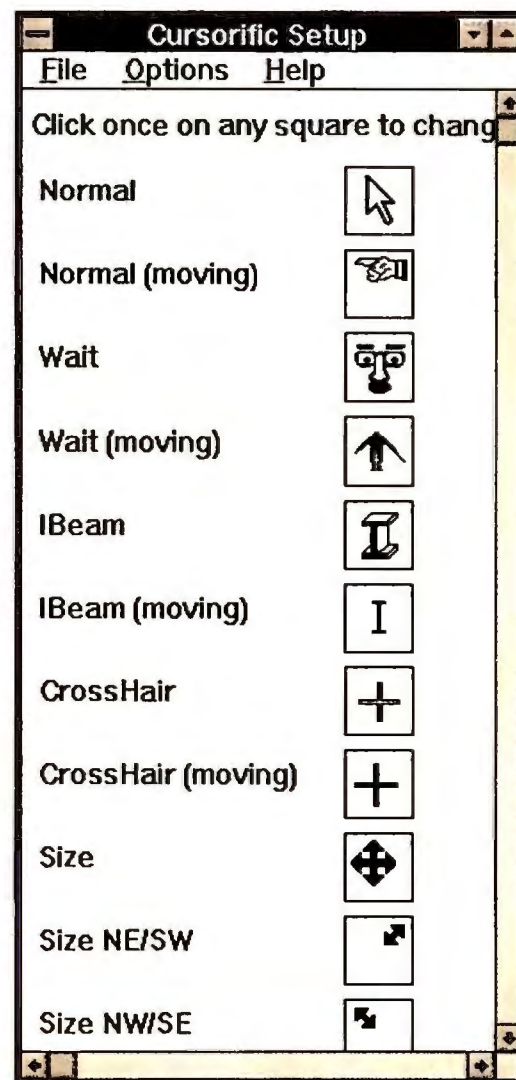 Cursorific Setup
File Options Help
Click once on any square to chang
Normal
Normal (moving)
Wait
Wait (moving)
IBeam
IBeam (moving)
CrossHair
CrossHair (moving)
Size
Size NE/SW
Size NW/SE